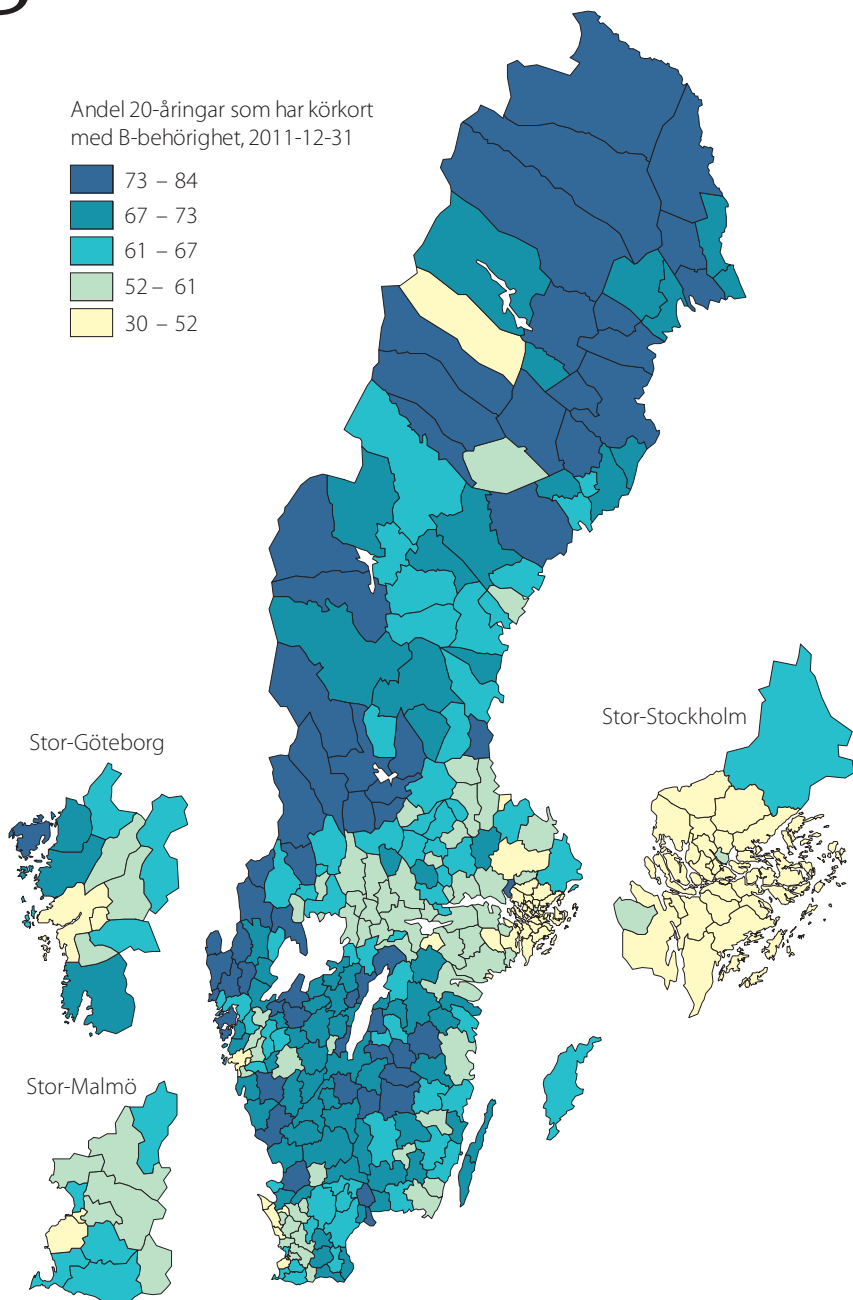 Andel 20-åringar som har körkort
med B-behörighet, 2011-12-31
73 – 84
67 – 73
61 – 67
52 – 61
30 – 52
Stor-Stockholm
Stor-Göteborg
Stor-Malmö